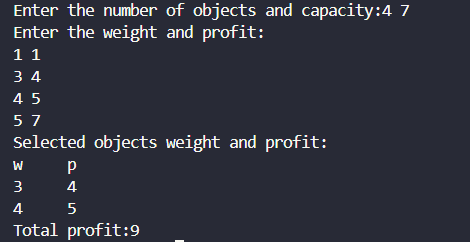 Enter the number of objects and capacity:4 7
Enter the weight and profit:
1 1
3 4
4 5
5 7
Selected objects weight and profit:
w    p
3    4
4    5
Total profit:9